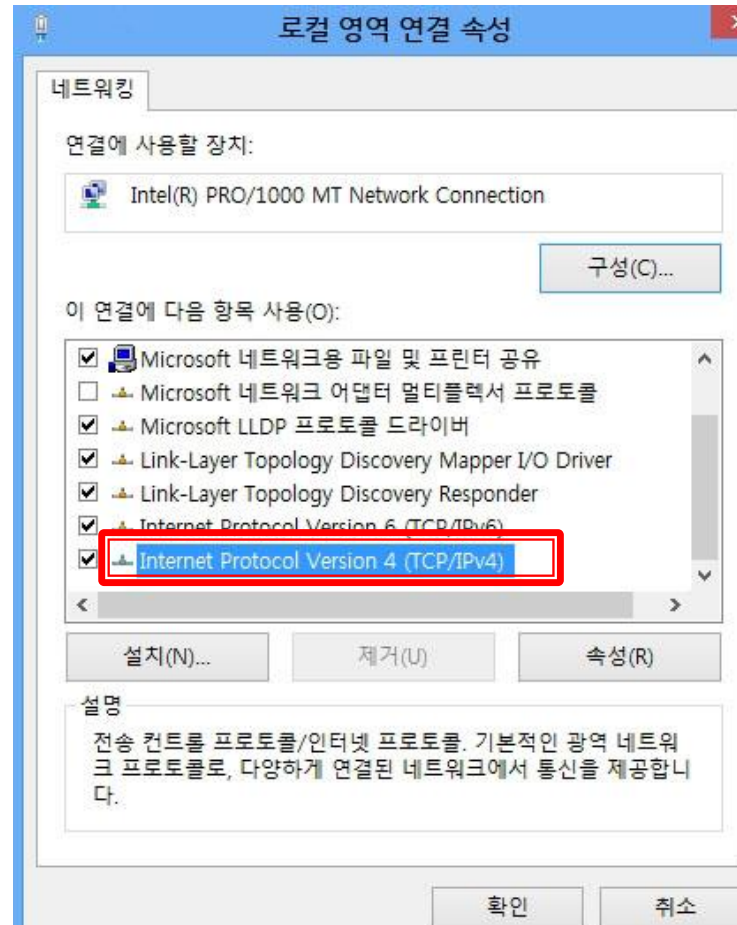 로컬 영역 연결 속성
네트워킹
연결에 사용할 장치:
Intel(R) PRO/1000 MT Network Connection
구성(C)...
이 연결에 다음 항목 사용(O):
Microsoft 네트워크용 파일 및 프린터 공유
Microsoft 네트워크 어댑터 멀티플렉서 프로토콜
Microsoft LLDP 프로토콜 드라이버
Link-Layer Topology Discovery Mapper I/O Driver
Link-Layer Topology Discovery Responder
Internet Protocol Version 6 (TCP/IPv6)
Internet Protocol Version 4 (TCP/IPv4)
설치(N)... 제거(U) 속성(R)
설명
전송 컨트롤 프로토콜/인터넷 프로토콜. 기본적인 광역 네트워
크 프로토콜로, 다양하게 연결된 네트워크에서 통신을 제공합니
다.
확인 취소